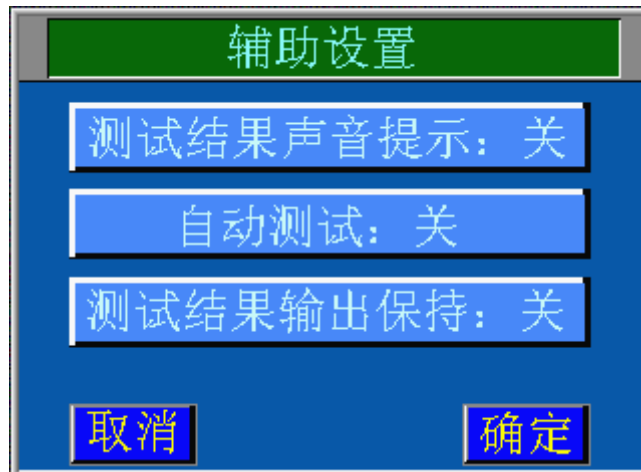 辅助设置
测试结果声音提示：关
自动测试：关
测试结果输出保持：关
取消
确定